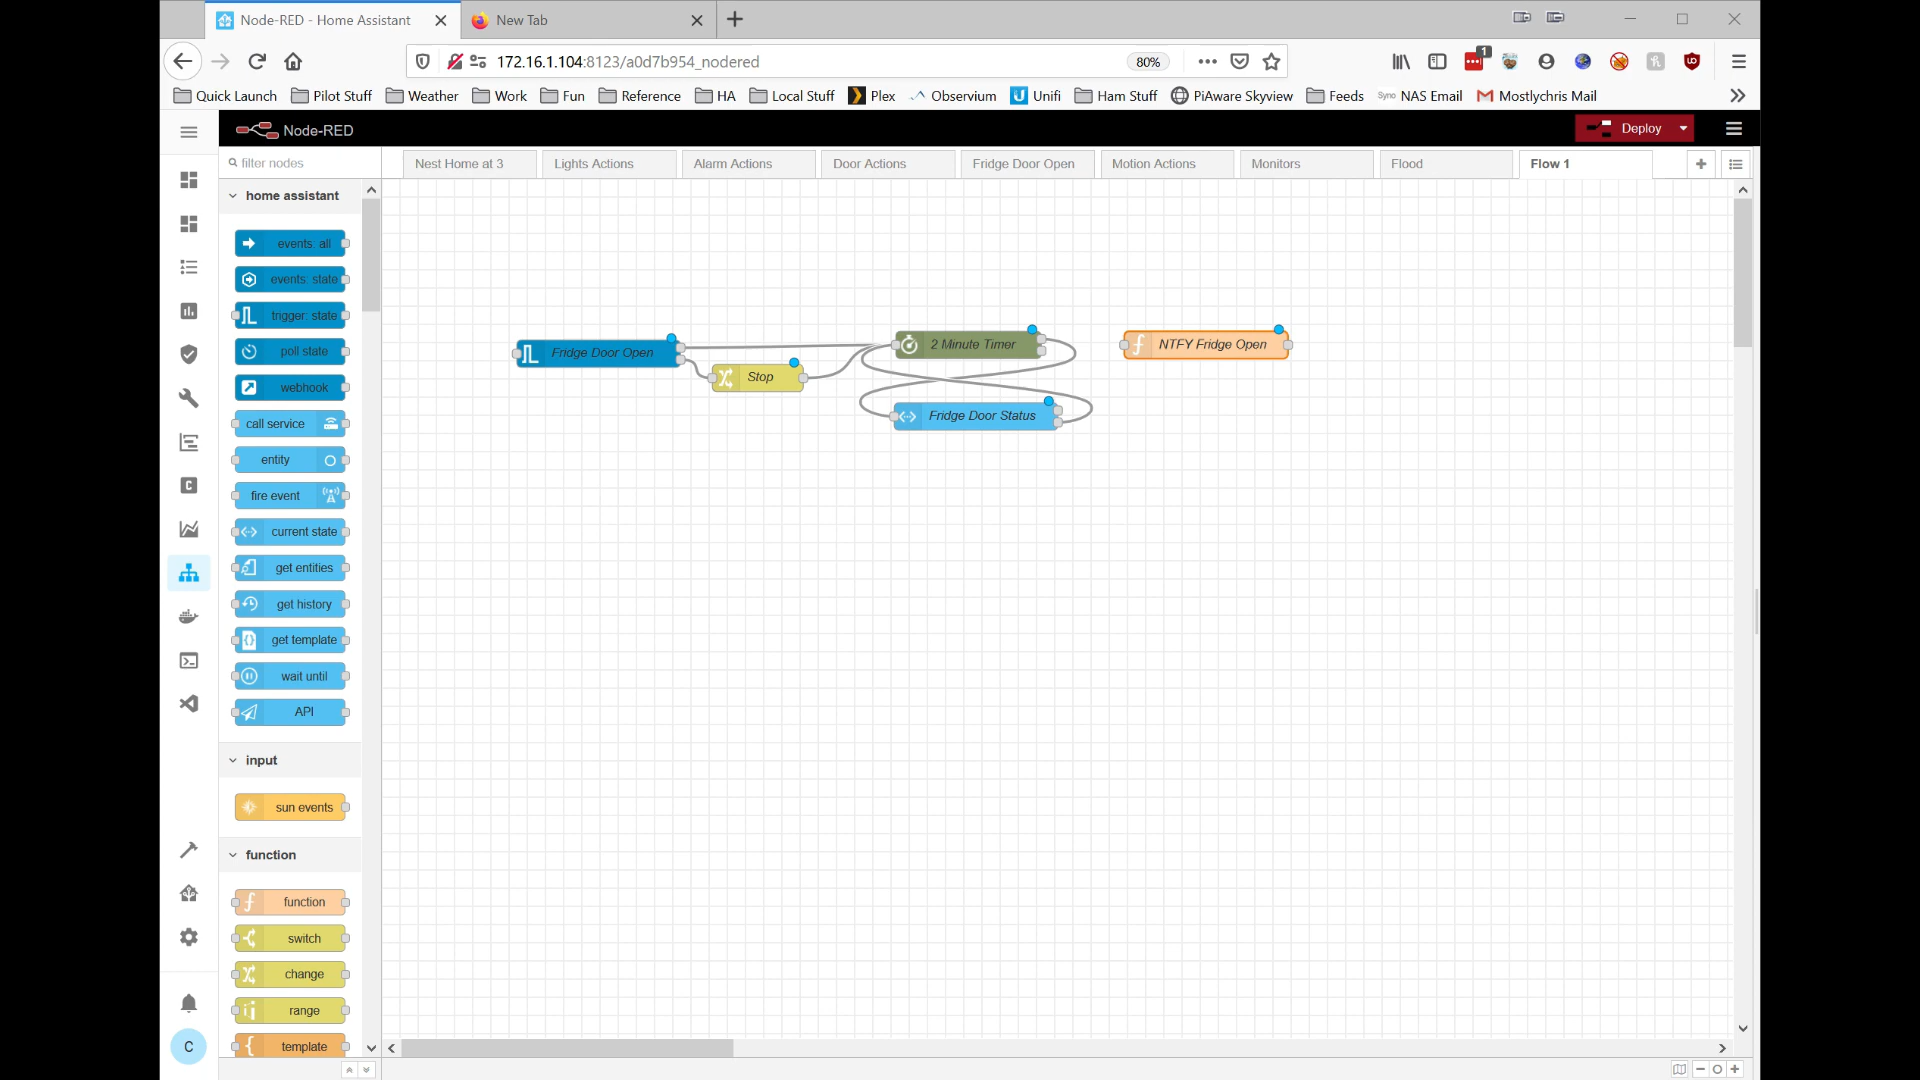 Node-RED - Home Assistant
New Tab
172.16.1.104:8123/a0d7b954_nodered
80%
1
Quick Launch
Pilot Stuff
Weather
Work
Fun
Reference
HA
Local Stuff
Plex
Observium
Unifi
Ham Stuff
PiAware Skyview
Feeds
Syno NAS Email
Mostlychris Mail
Node-RED
Deploy
filter nodes
Nest Home at 3
Lights Actions
Alarm Actions
Door Actions
Fridge Door Open
Motion Actions
Monitors
Flood
Flow 1
home assistant
events: all
events: state
trigger: state
poll state
webhook
call service
entity
fire event
current state
get entities
get history
get template
wait until
API
input
sun events
function
function
switch
change
range
template
Fridge Door Open
Stop
2 Minute Timer
Fridge Door Status
NTFY Fridge Open
C